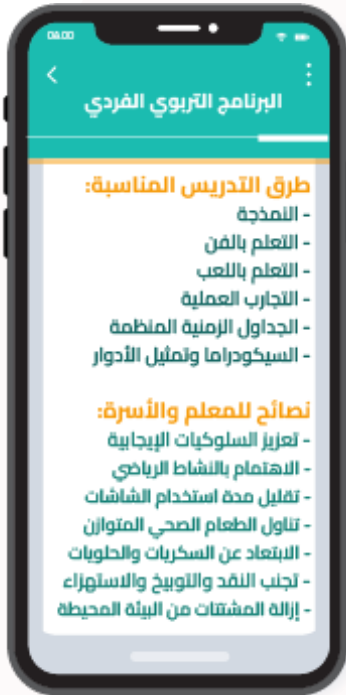 08:00
البرنامج التربوي الفردي
طرق التدريس المناسبة:
- النمذجة
- التعلم بالفن
- التعلم باللعب
- التجارب العملية
- الجداول الزمنية المنظمة
- السيكودراما وتمثيل الأدوار
نصائح للمعلم والأسرة:
- تعزيز السلوكيات الإيجابية
- الاهتمام بالنشاط الرياضي
- تقليل مدة استخدام الشاشات
- تناول الطعام الصحي المتوازن
- الابتعاد عن السكريات والحلويات
- تجنب النقد والتوبيخ والاستهزاء
- إزالة المشتتات من البيئة المحيطة